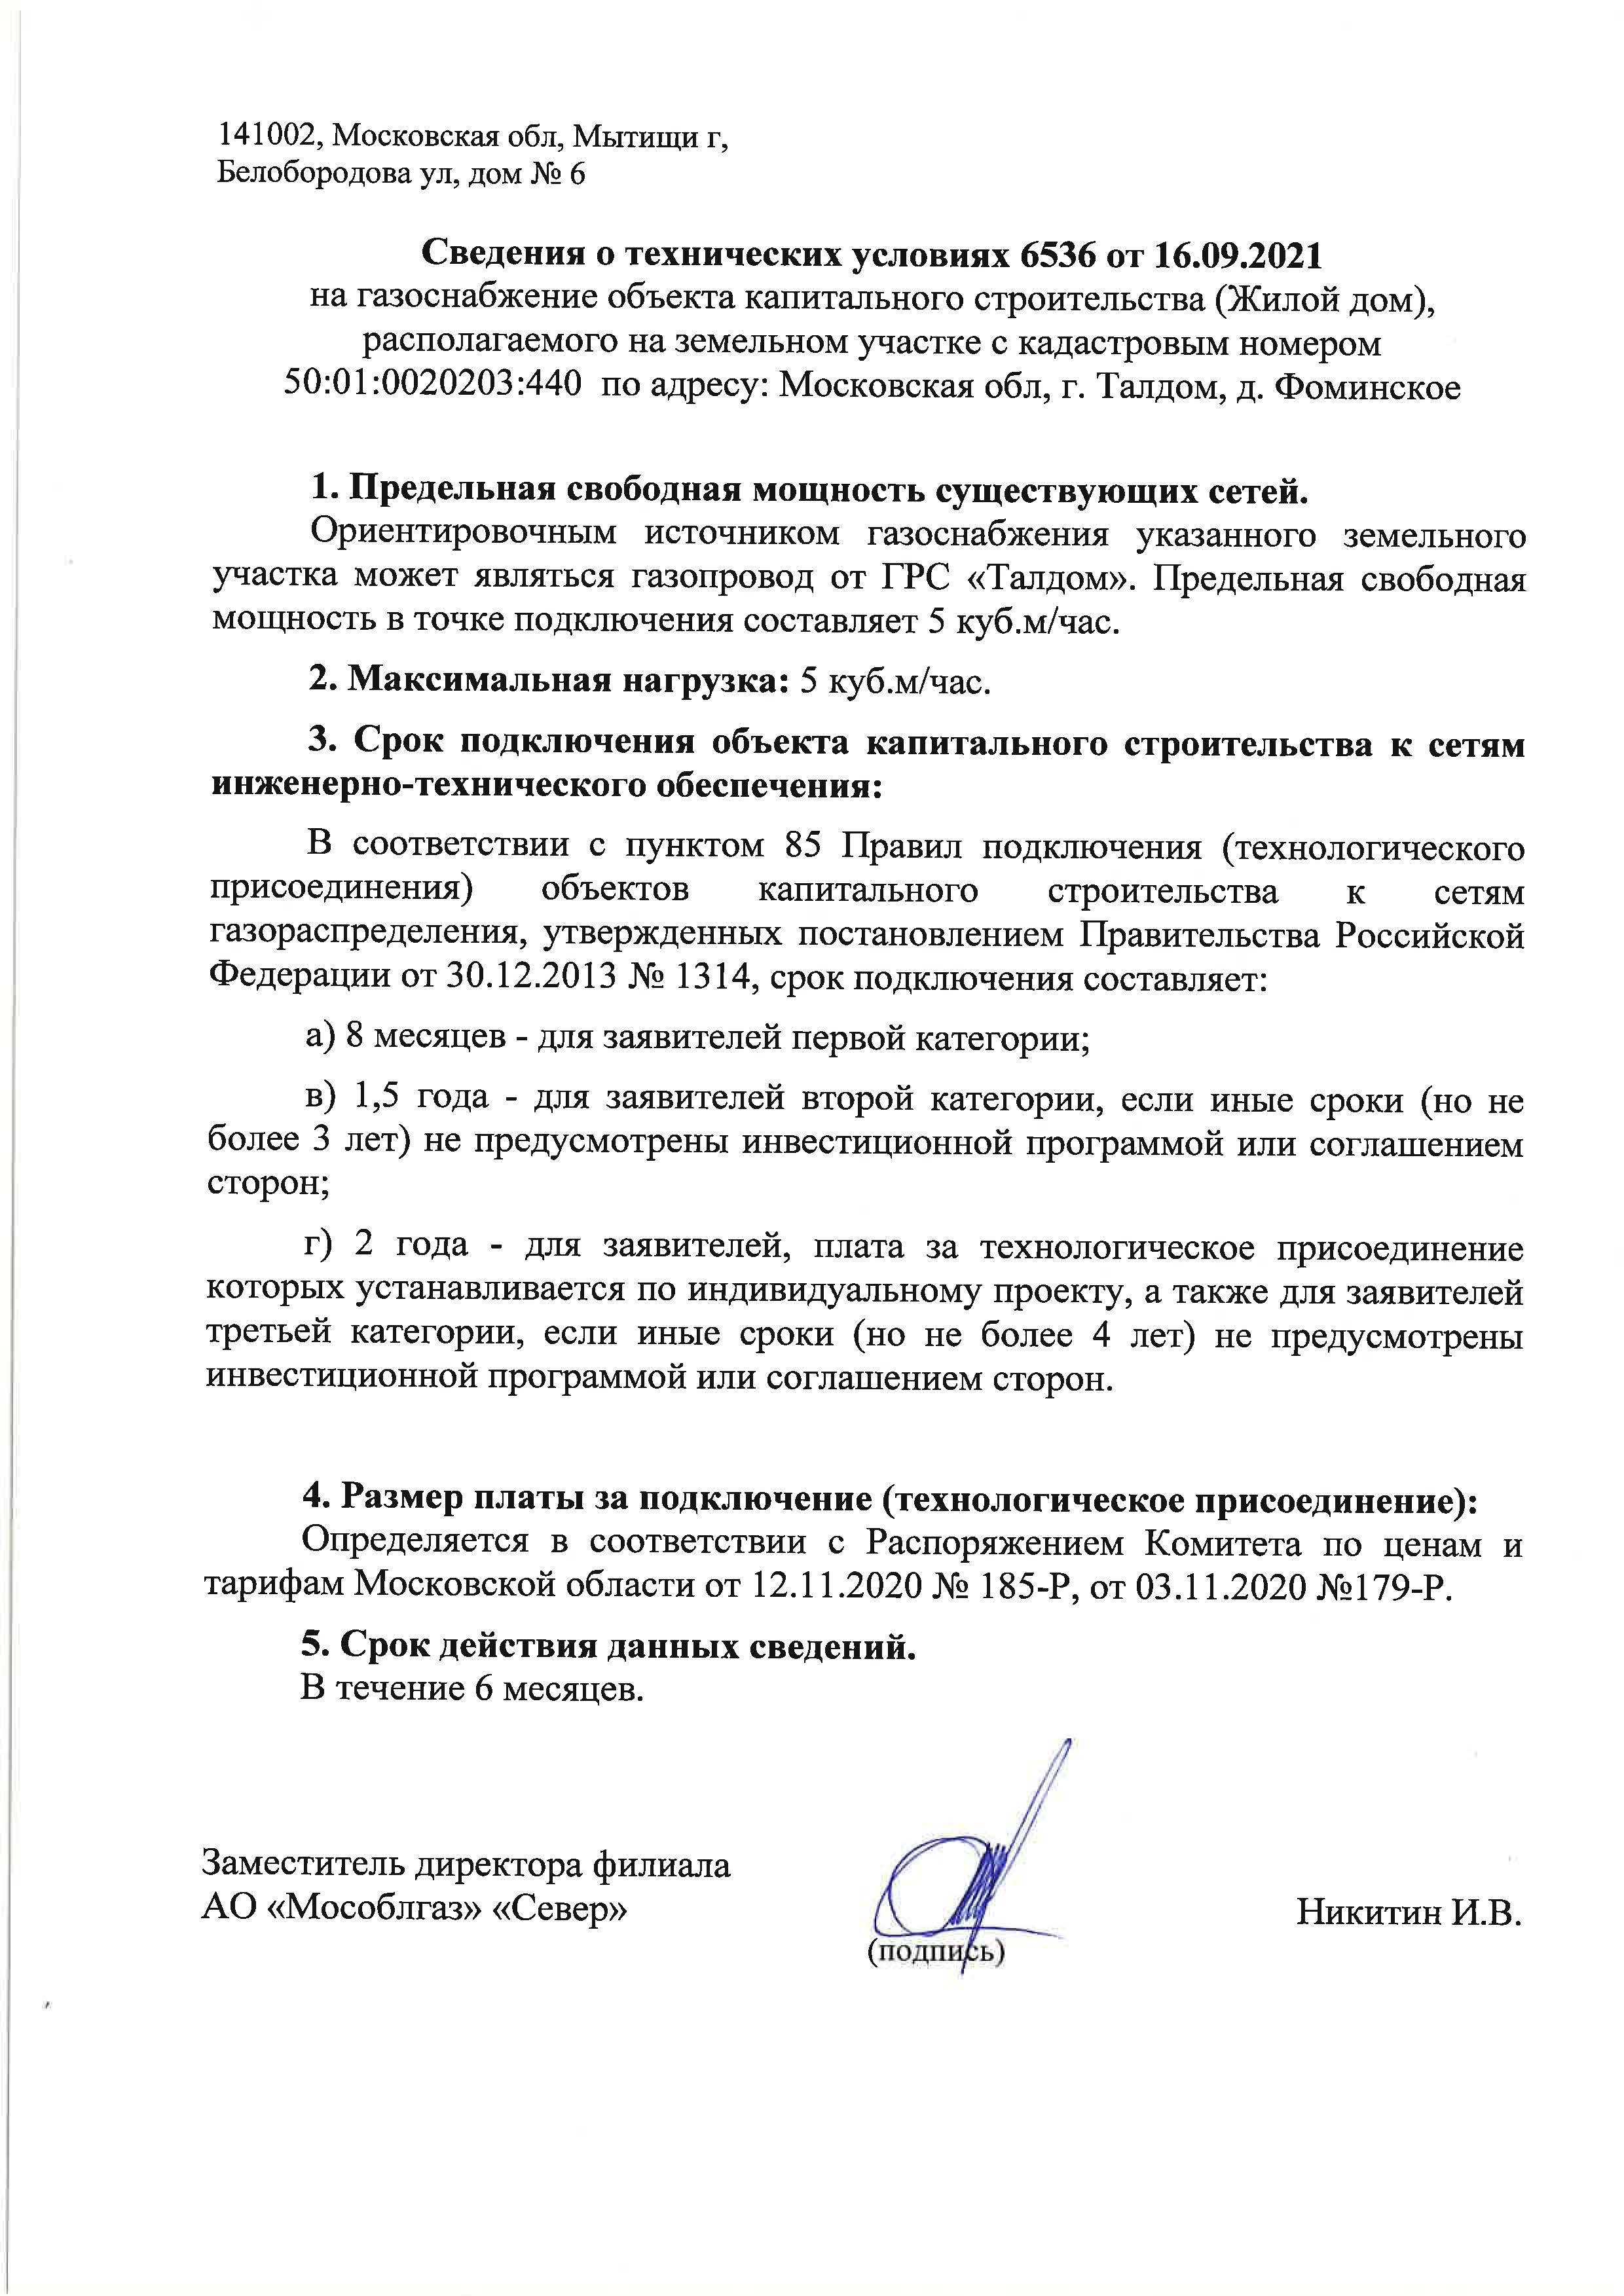 141002, Московская обл, Мытищи г,
Белобородова ул, дом № 6
Сведения о технических условиях 6536 от 16.09.2021
на газоснабжение объекта капитального строительства (Жилой дом),
располагаемого на земельном участке с кадастровым номером
50:01:0020203:440 по адресу: Московская обл, г. Талдом, д. Фоминское
1. Предельная свободная мощность существующих сетей.
Ориентировочным источником газоснабжения указанного земельного
участка может являться газопровод от ГРС «Талдом». Предельная свободная
мощность в точке подключения составляет 5 куб.м/час.
2. Максимальная нагрузка: 5 куб.м/час.
3. Срок подключения объекта капитального строительства к сетям
инженерно-технического обеспечения:
В соответствии с пунктом 85 Правил подключения (технологического
присоединения) объектов капитального строительства к сетям
газораспределения, утвержденных постановлением Правительства Российской
Федерации от 30.12.2013 № 1314, срок подключения составляет:
а) 8 месяцев - для заявителей первой категории;
в) 1,5 года - для заявителей второй категории, если иные сроки (но не
более 3 лет) не предусмотрены инвестиционной программой или соглашением
сторон;
г) 2 года - для заявителей, плата за технологическое присоединение
которых устанавливается по индивидуальному проекту, а также для заявителей
третьей категории, если иные сроки (но не более 4 лет) не предусмотрены
инвестиционной программой или соглашением сторон.
4. Размер платы за подключение (технологическое присоединение):
Определяется в соответствии с Распоряжением Комитета по ценам и
тарифам Московской области от 12.11.2020 № 185-Р, от 03.11.2020 №179-Р.
5. Срок действия данных сведений.
В течение 6 месяцев.
Заместитель директора филиала
АО «Мособлгаз» «Север»
Никитин И.В.
(подпись)